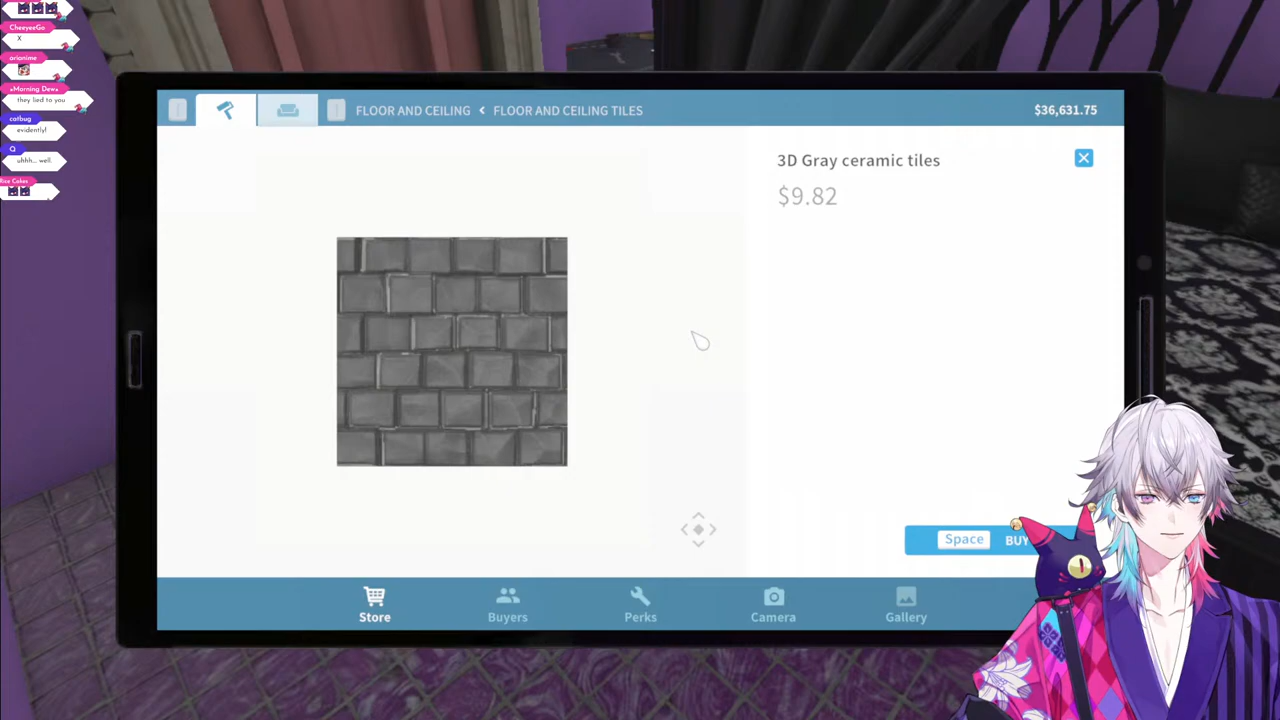 CheeyeeGo
X
orionime
+Morning Dew+
they lied to you
catbug
evidently!
Q
uhhh... well
Rise Cakes
FLOOR AND CEILING < FLOOR AND CEILING TILES
$36,631.75
3D Gray ceramic tiles
$9.82
Space BUY
Store
Buyers
Perks
Camera
Gallery